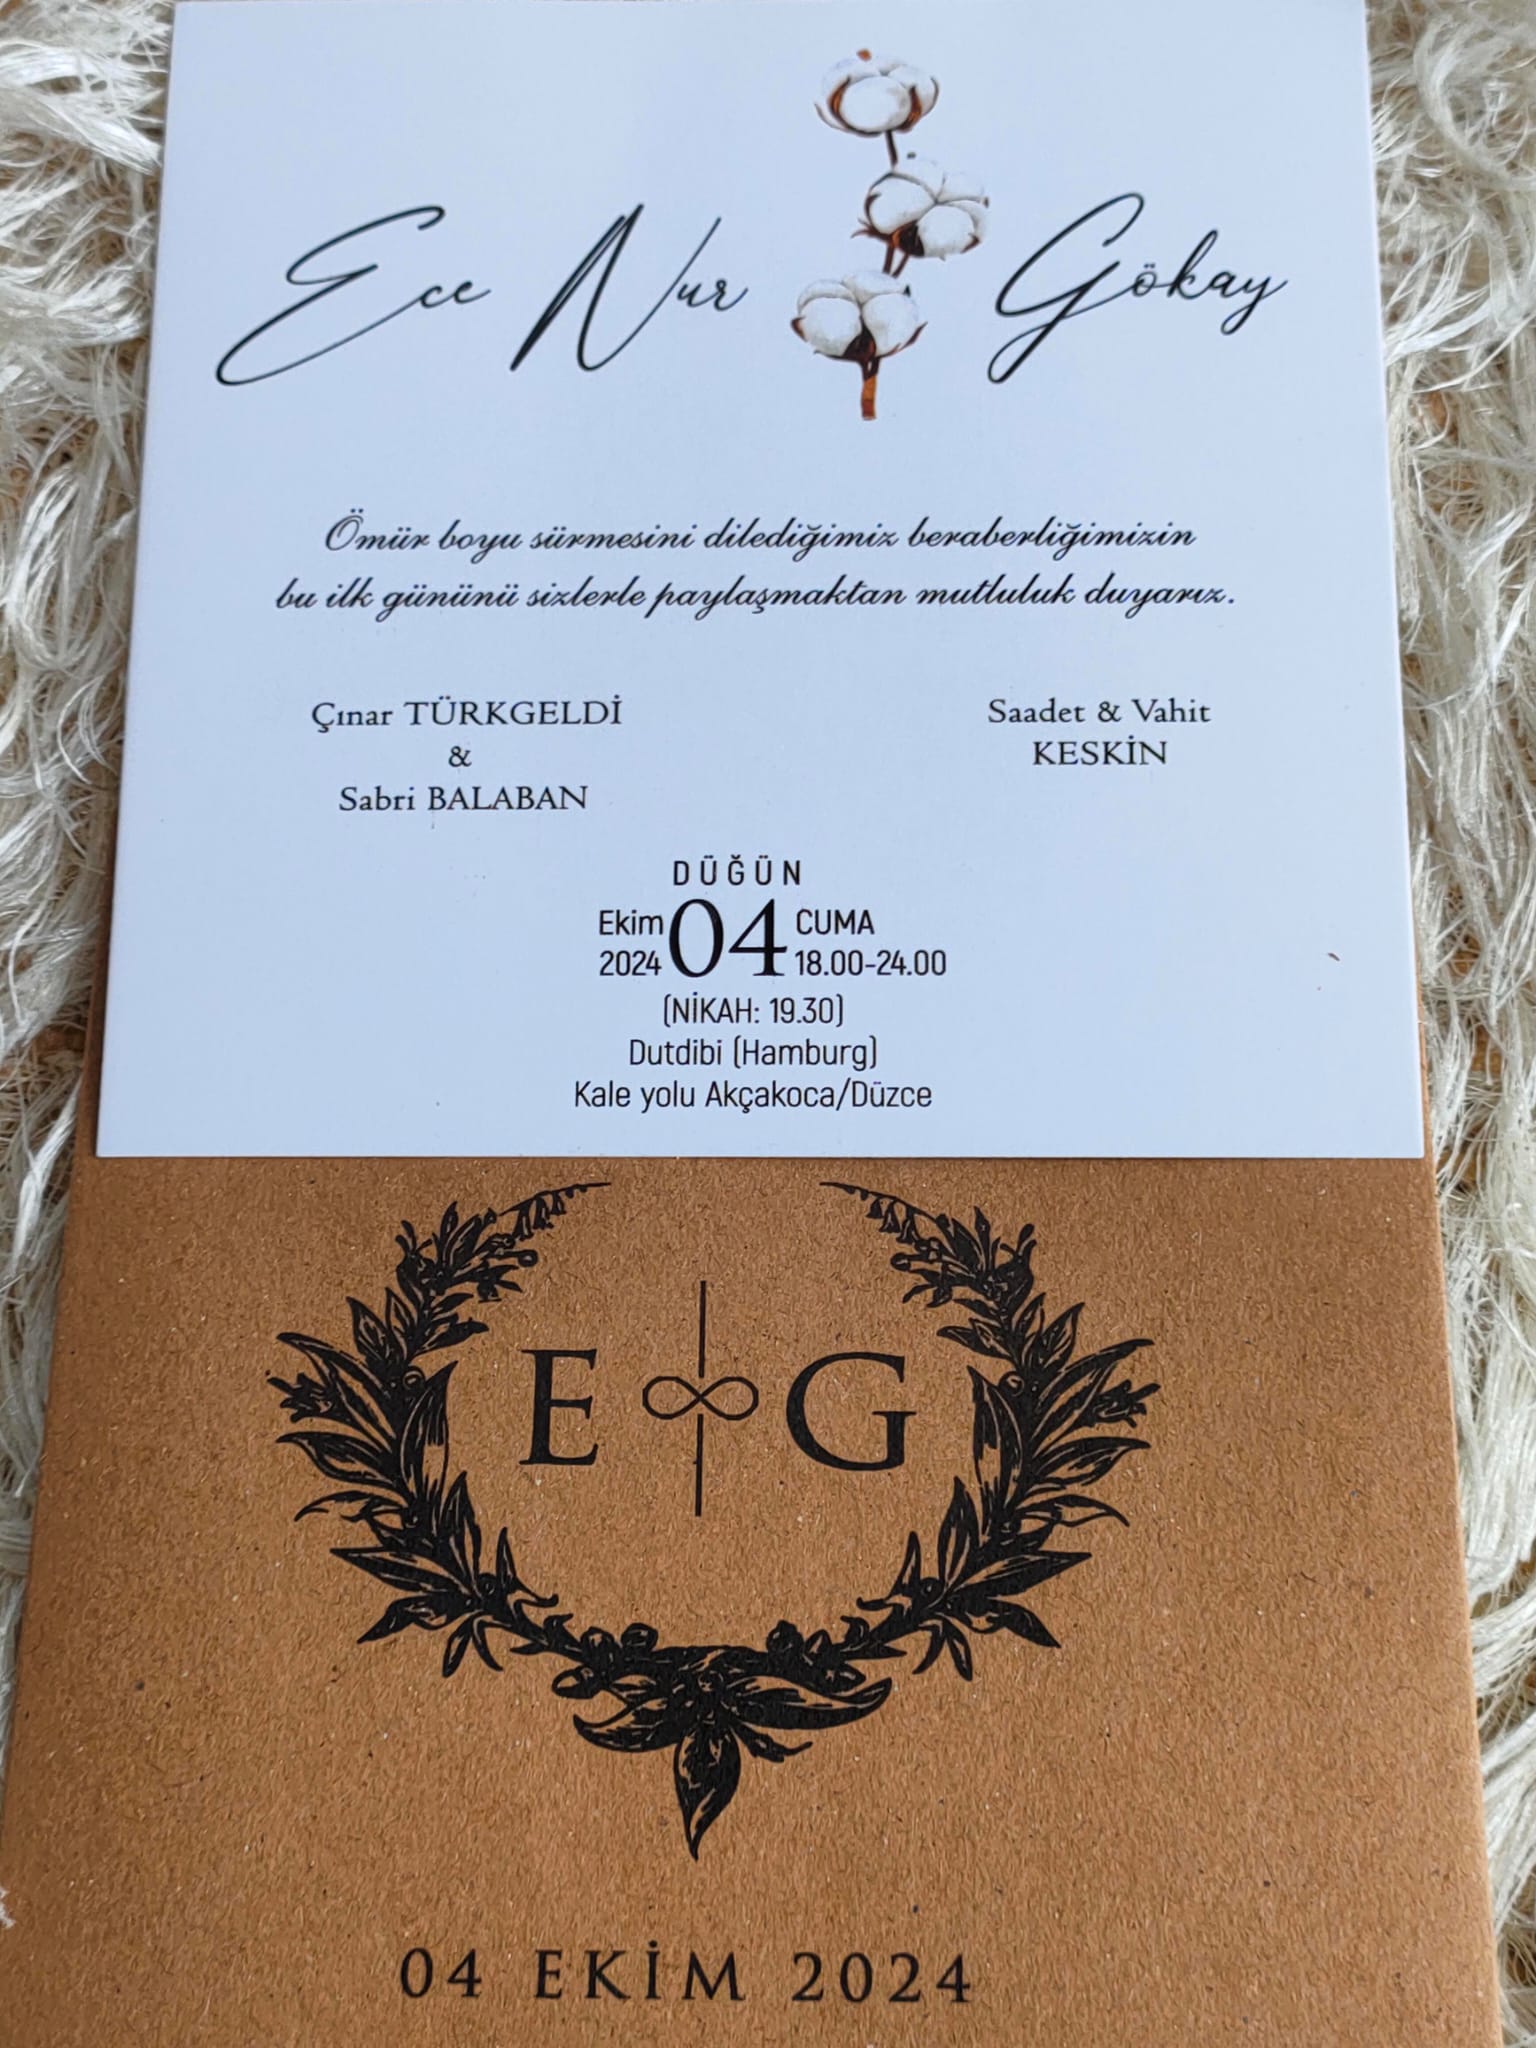 Ece Nur Gökay
Ömür boyu sürmesini dilediğimiz beraberliğimizin
bu ilk gününü sizlerle paylaşmaktan mutluluk duyarız.
Çınar TÜRKGELDİ
&
Sabri BALABAN
Saadet & Vahit
KESKİN
DÜĞÜN
Ekim 04 CUMA
2024 18.00-24.00
(NİKAH: 19.30)
Dutdibi (Hamburg)
Kale yolu Akçakoca/Düzce
E G
04 EKİM 2024